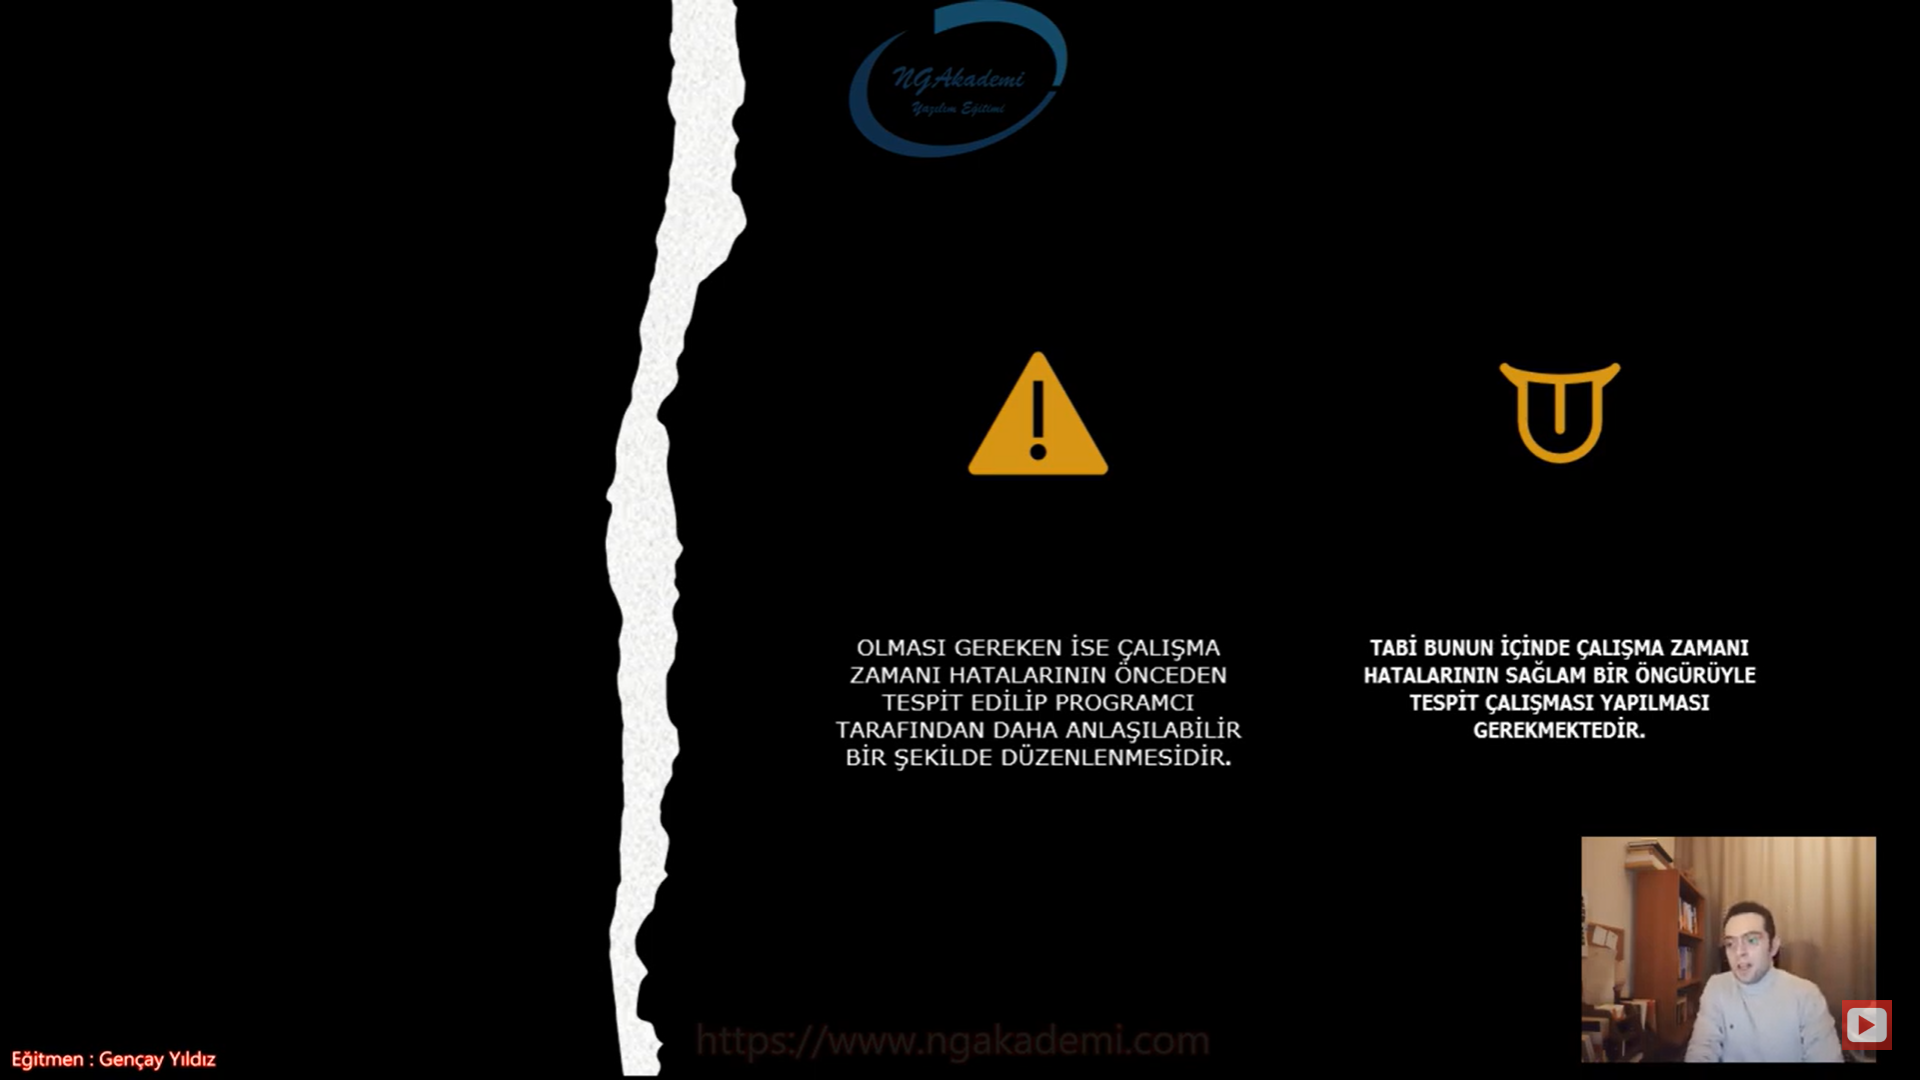 NGAkademi
Yazılım Eğitimi
OLMASI GEREKEN İSE ÇALIŞMA
ZAMANI HATALARININ ÖNCEDEN
TESPİT EDİLİP PROGRAMCI
TARAFINDAN DAHA ANLAŞILABİLİR
BİR ŞEKİLDE DÜZENLENMESİDİR.
TABİ BUNUN İÇİNDE ÇALIŞMA ZAMANI
HATALARININ SAĞLAM BİR ÖNGÜRÜYLE
TESPİT ÇALIŞMASI YAPILMASI
GEREKMEKTEDİR.
https://www.ngakademi.com
Eğitmen : Gençay Yıldız